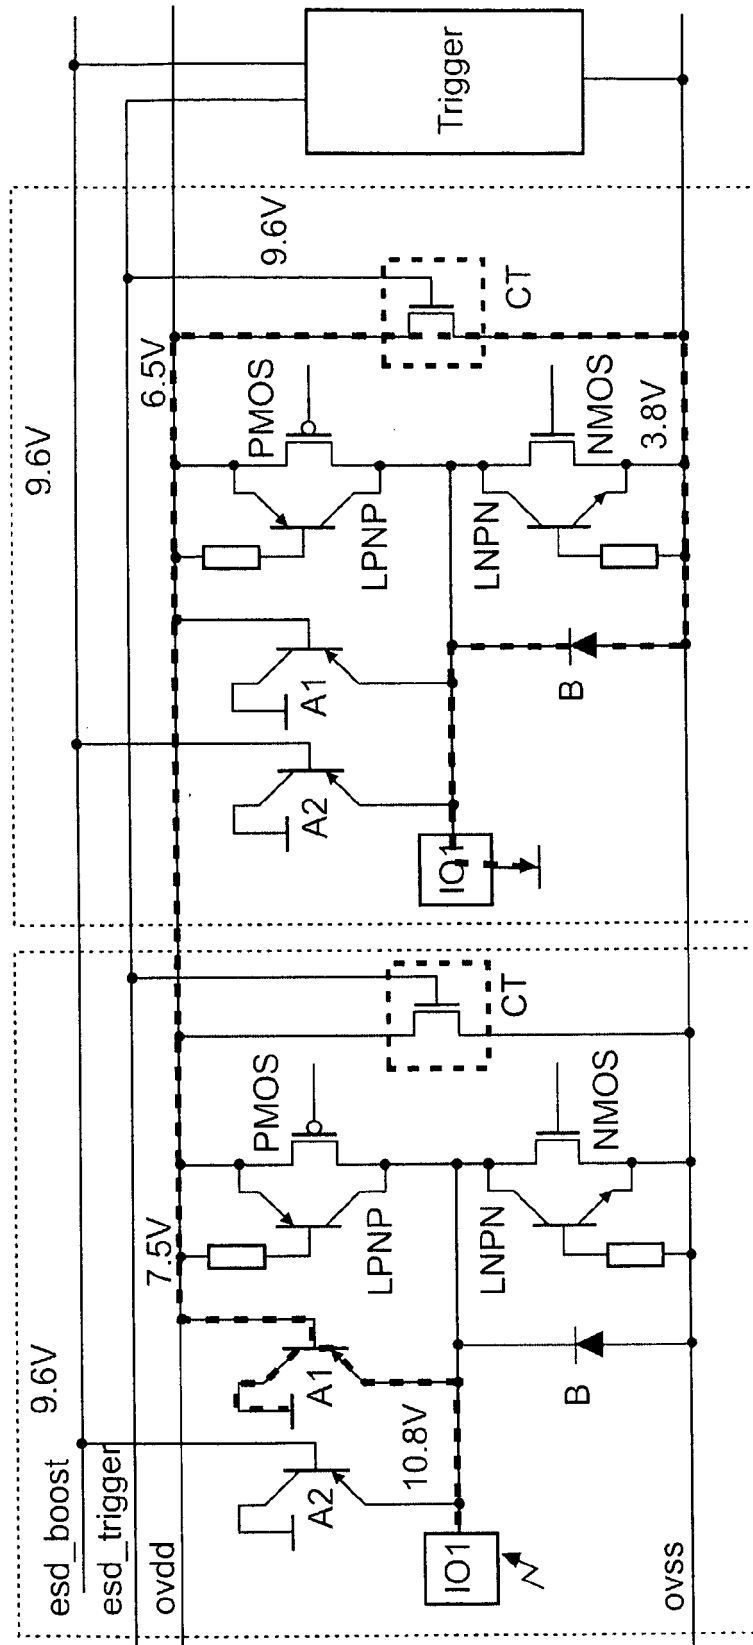 esd_boost
9.6V
9.6V
esd_trigger
ovdd
7.5V
6.5V
9.6V
Trigger
A2
A1
PMOS
LPNP
A2
A1
PMOS
LPNP
10.8V
IO1
LNPN
CT
IO1
LNPN
CT
B
NMOS
B
NMOS
3.8V
ovss